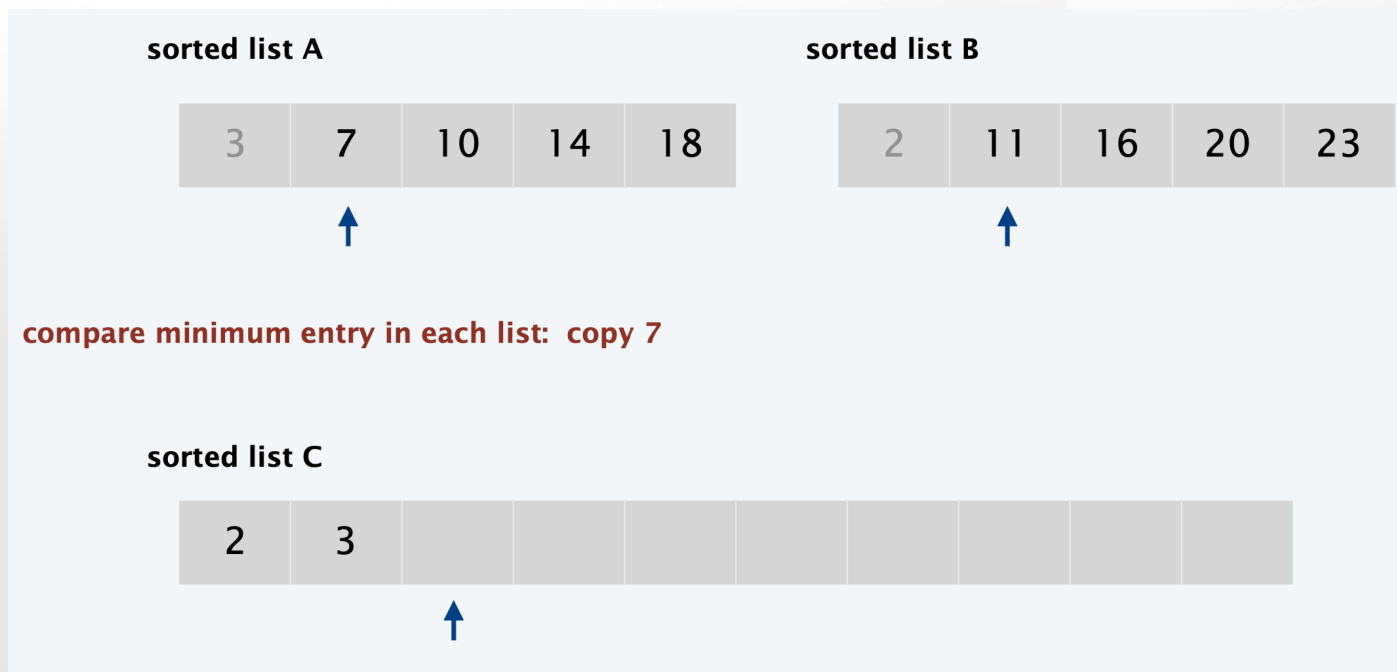 sorted list A
sorted list B
3 7 10 14 18
2 11 16 20 23
compare minimum entry in each list: copy 7
sorted list C
2 3